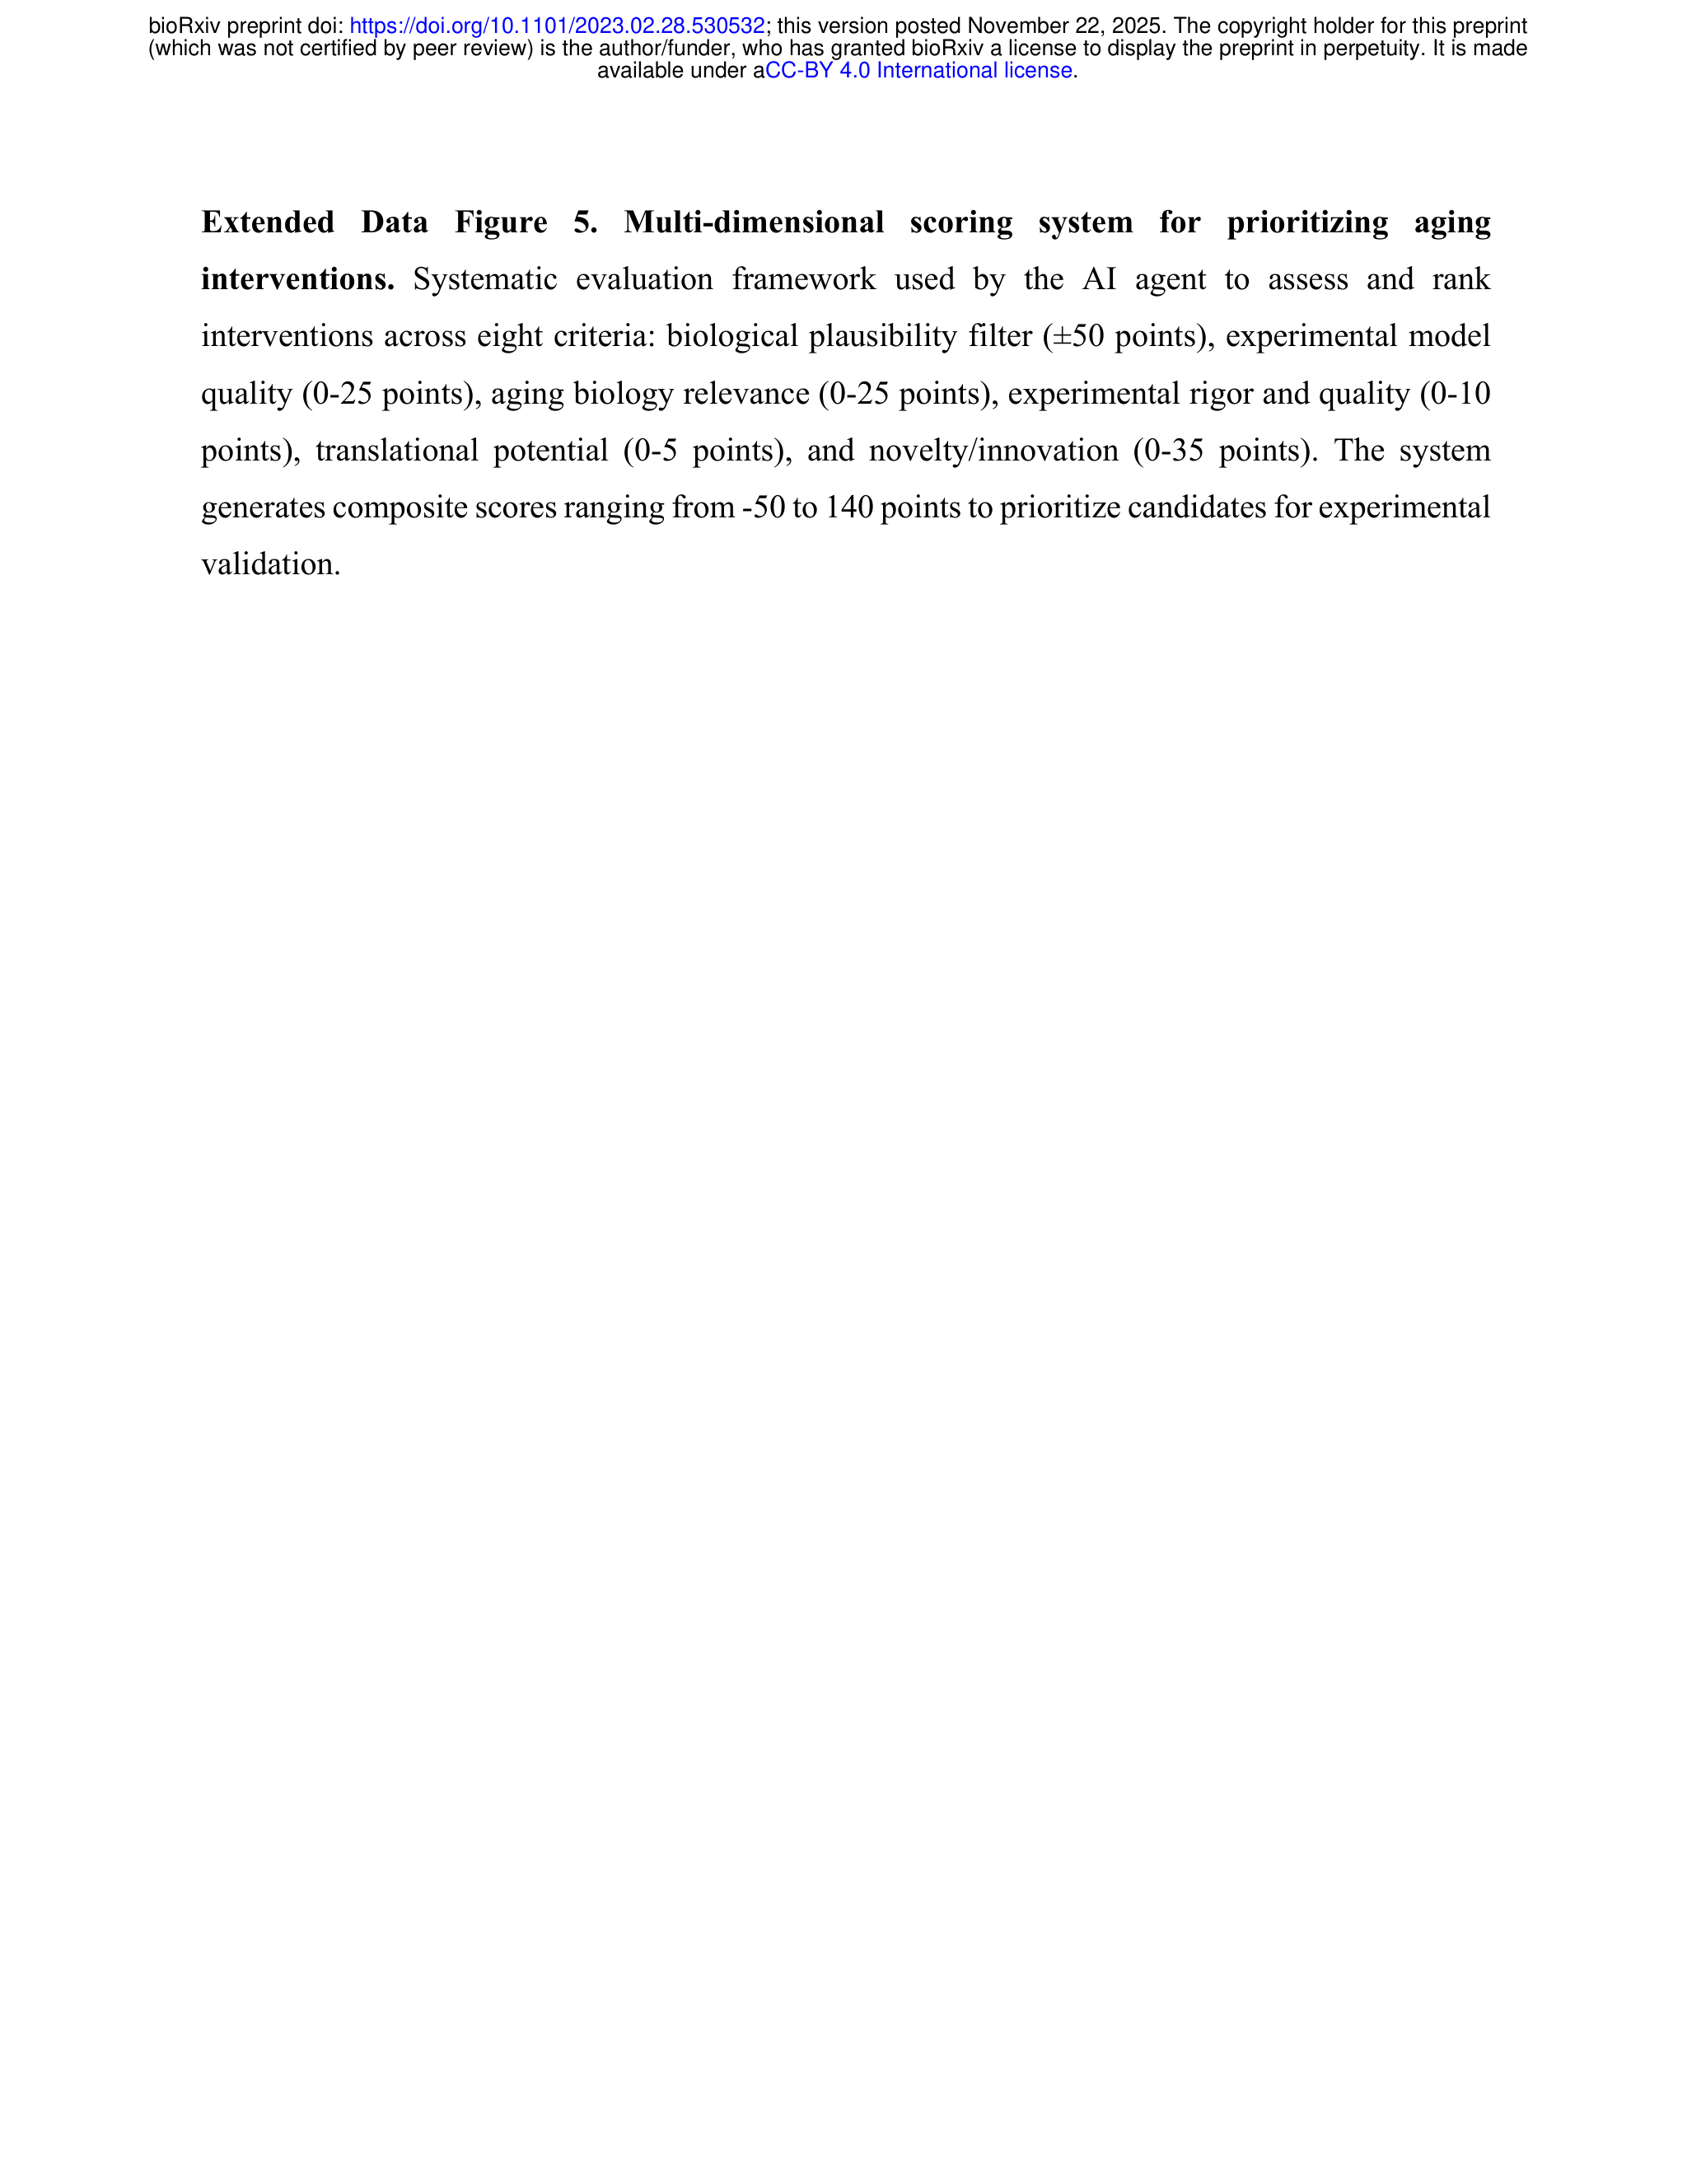 bioRxiv preprint doi: https://doi.org/10.1101/2023.02.28.530532; this version posted November 22, 2025. The copyright holder for this preprint
(which was not certified by peer review) is the author/funder, who has granted bioRxiv a license to display the preprint in perpetuity. It is made
available under aCC-BY 4.0 International license.
Extended Data Figure 5. Multi-dimensional scoring system for prioritizing aging
interventions. Systematic evaluation framework used by the AI agent to assess and rank
interventions across eight criteria: biological plausibility filter (±50 points), experimental model
quality (0-25 points), aging biology relevance (0-25 points), experimental rigor and quality (0-10
points), translational potential (0-5 points), and novelty/innovation (0-35 points). The system
generates composite scores ranging from -50 to 140 points to prioritize candidates for experimental
validation.